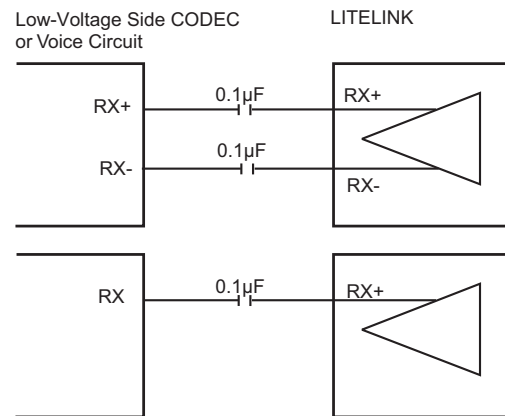 Low-Voltage Side CODEC
or Voice Circuit
LITELINK
RX+
0.1µF
RX+
RX-
0.1µF
RX-
RX
0.1µF
RX+